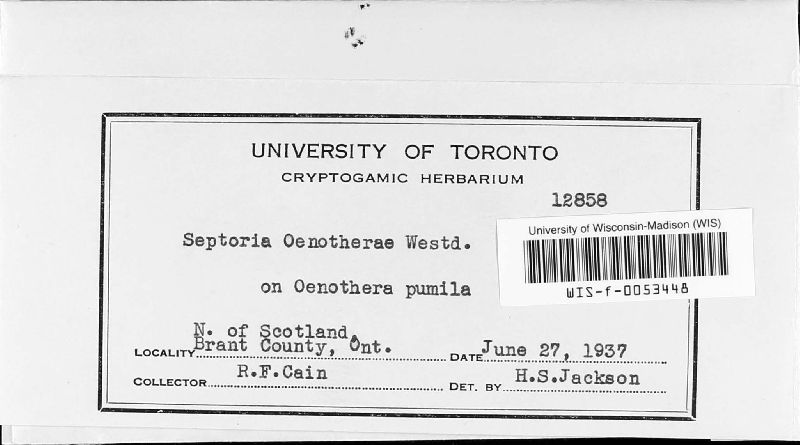 UNIVERSITY OF TORONTO
CRYPTOGAMIC HERBARIUM
12858
Septoria Oenotherae Westd.
on Oenothera pumila
University of Wisconsin-Madison (WIS)
WIS-f-0053448
N. of Scotland,
LOCALITY Brant County, Ont. DATE June 27, 1937
COLLECTOR R.F.Cain DET. BY H.S.Jackson